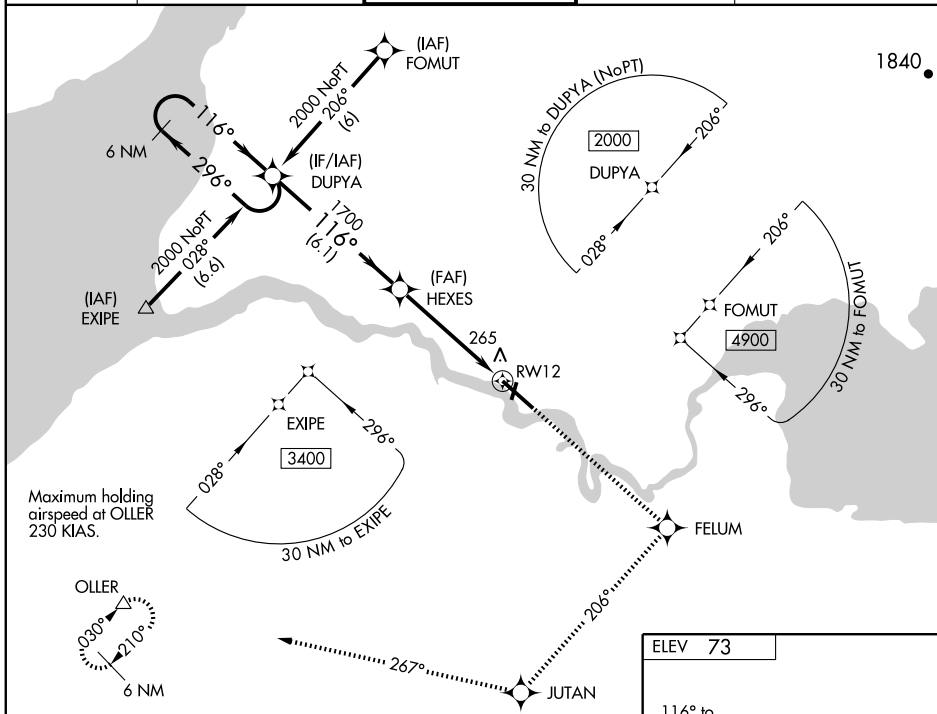 (IAF)
FOMUT
1840
2000 NoPT
206°
(6)
30 NM to DUPYA (NoPT)
2000
DUPYA
206°
028°
116°
6 NM
296°
(IF/IAF)
DUPYA
2000 NoPT
028°
(6.6)
1700
116°
(6.1)
(IAF)
EXIPE
(FAF)
HEXES
206°
FOMUT
4900
30 NM to FOMUT
296°
265
RW12
EXIPE
3400
028°
296°
30 NM to EXIPE
Maximum holding
airspeed at OLLER
230 KIAS.
FELUM
OLLER
030°
210°
6 NM
206°
267°
JUTAN
ELEV 73
116° to